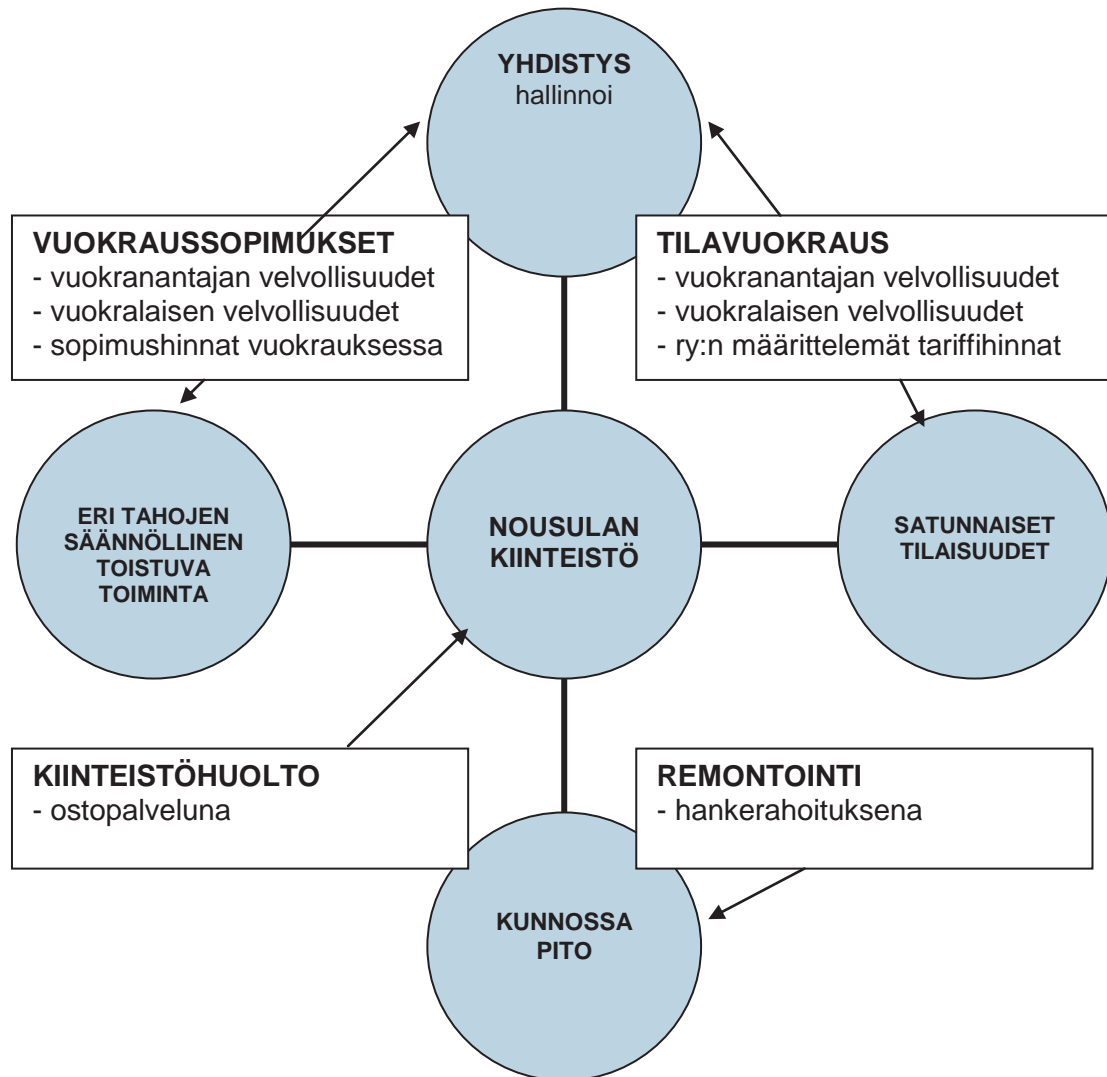 YHDISTYS
hallinnoi
VUOKRAUSSOPIMUKSET
- vuokranantajan velvollisuudet
- vuokralaisen velvollisuudet
- sopimushinnat vuokrauksessa
TILAVUOKRAUS
- vuokranantajan velvollisuudet
- vuokralaisen velvollisuudet
- ry:n määrittelemät tariffihinnat
ERI TAHOJEN
SÄÄNNÖLLINEN
TOISTUVA
TOIMINTA
NOUSULAN
KIINTEISTÖ
SATUNNAISET
TILAISUUDET
KIINTEISTÖHUOLTO
- ostopalveluna
REMONTOINTI
- hankerahoituksena
KUNNOSSA
PITO